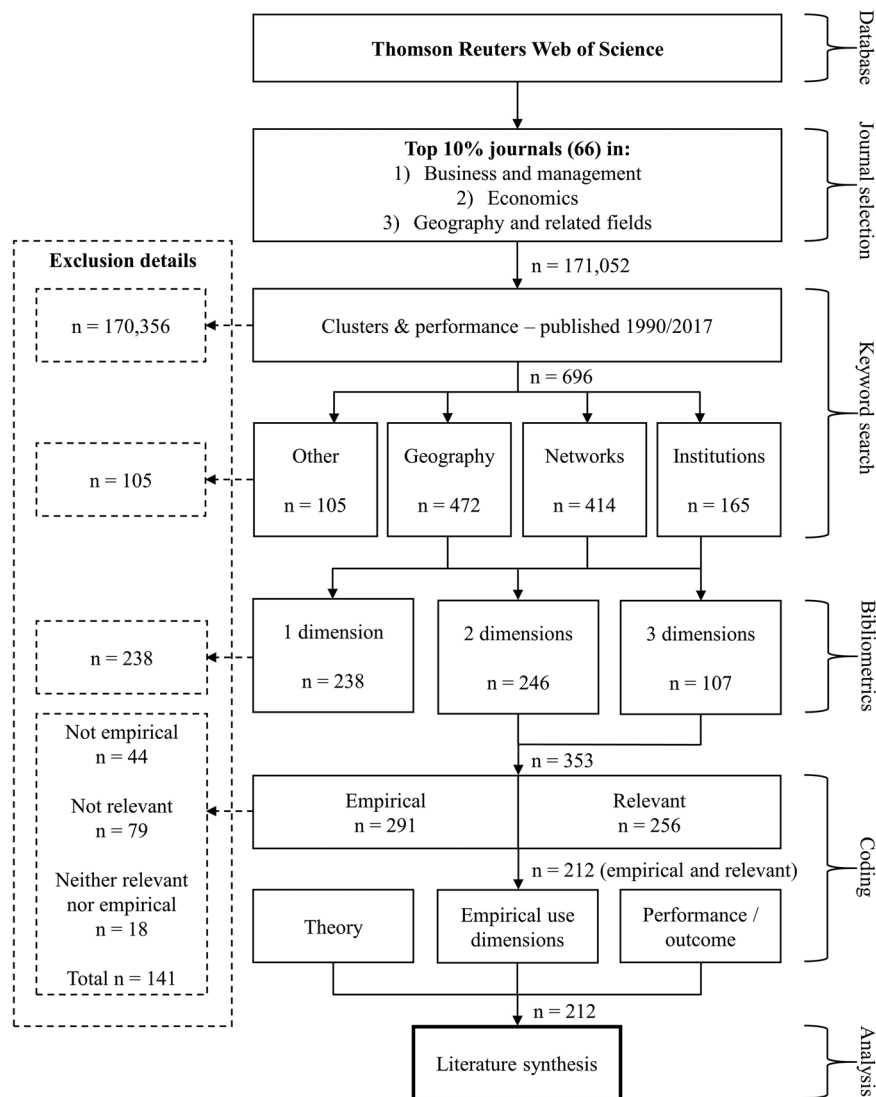 Thomson Reuters Web of Science
Database
Top 10% journals (66) in:
1) Business and management
2) Economics
3) Geography and related fields
Journal selection
Exclusion details
n = 171,052
n = 170,356
Clusters & performance – published 1990/2017
n = 696
Keyword search
Other
n = 105
Geography
n = 472
Networks
n = 414
Institutions
n = 165
n = 105
1 dimension
n = 238
2 dimensions
n = 246
3 dimensions
n = 107
Bibliometrics
n = 238
n = 353
Not empirical
n = 44
Not relevant
n = 79
Neither relevant
nor empirical
n = 18
Total n = 141
Empirical
n = 291
Relevant
n = 256
n = 212 (empirical and relevant)
Coding
Theory
Empirical use
dimensions
Performance /
outcome
n = 212
Literature synthesis
Analysis